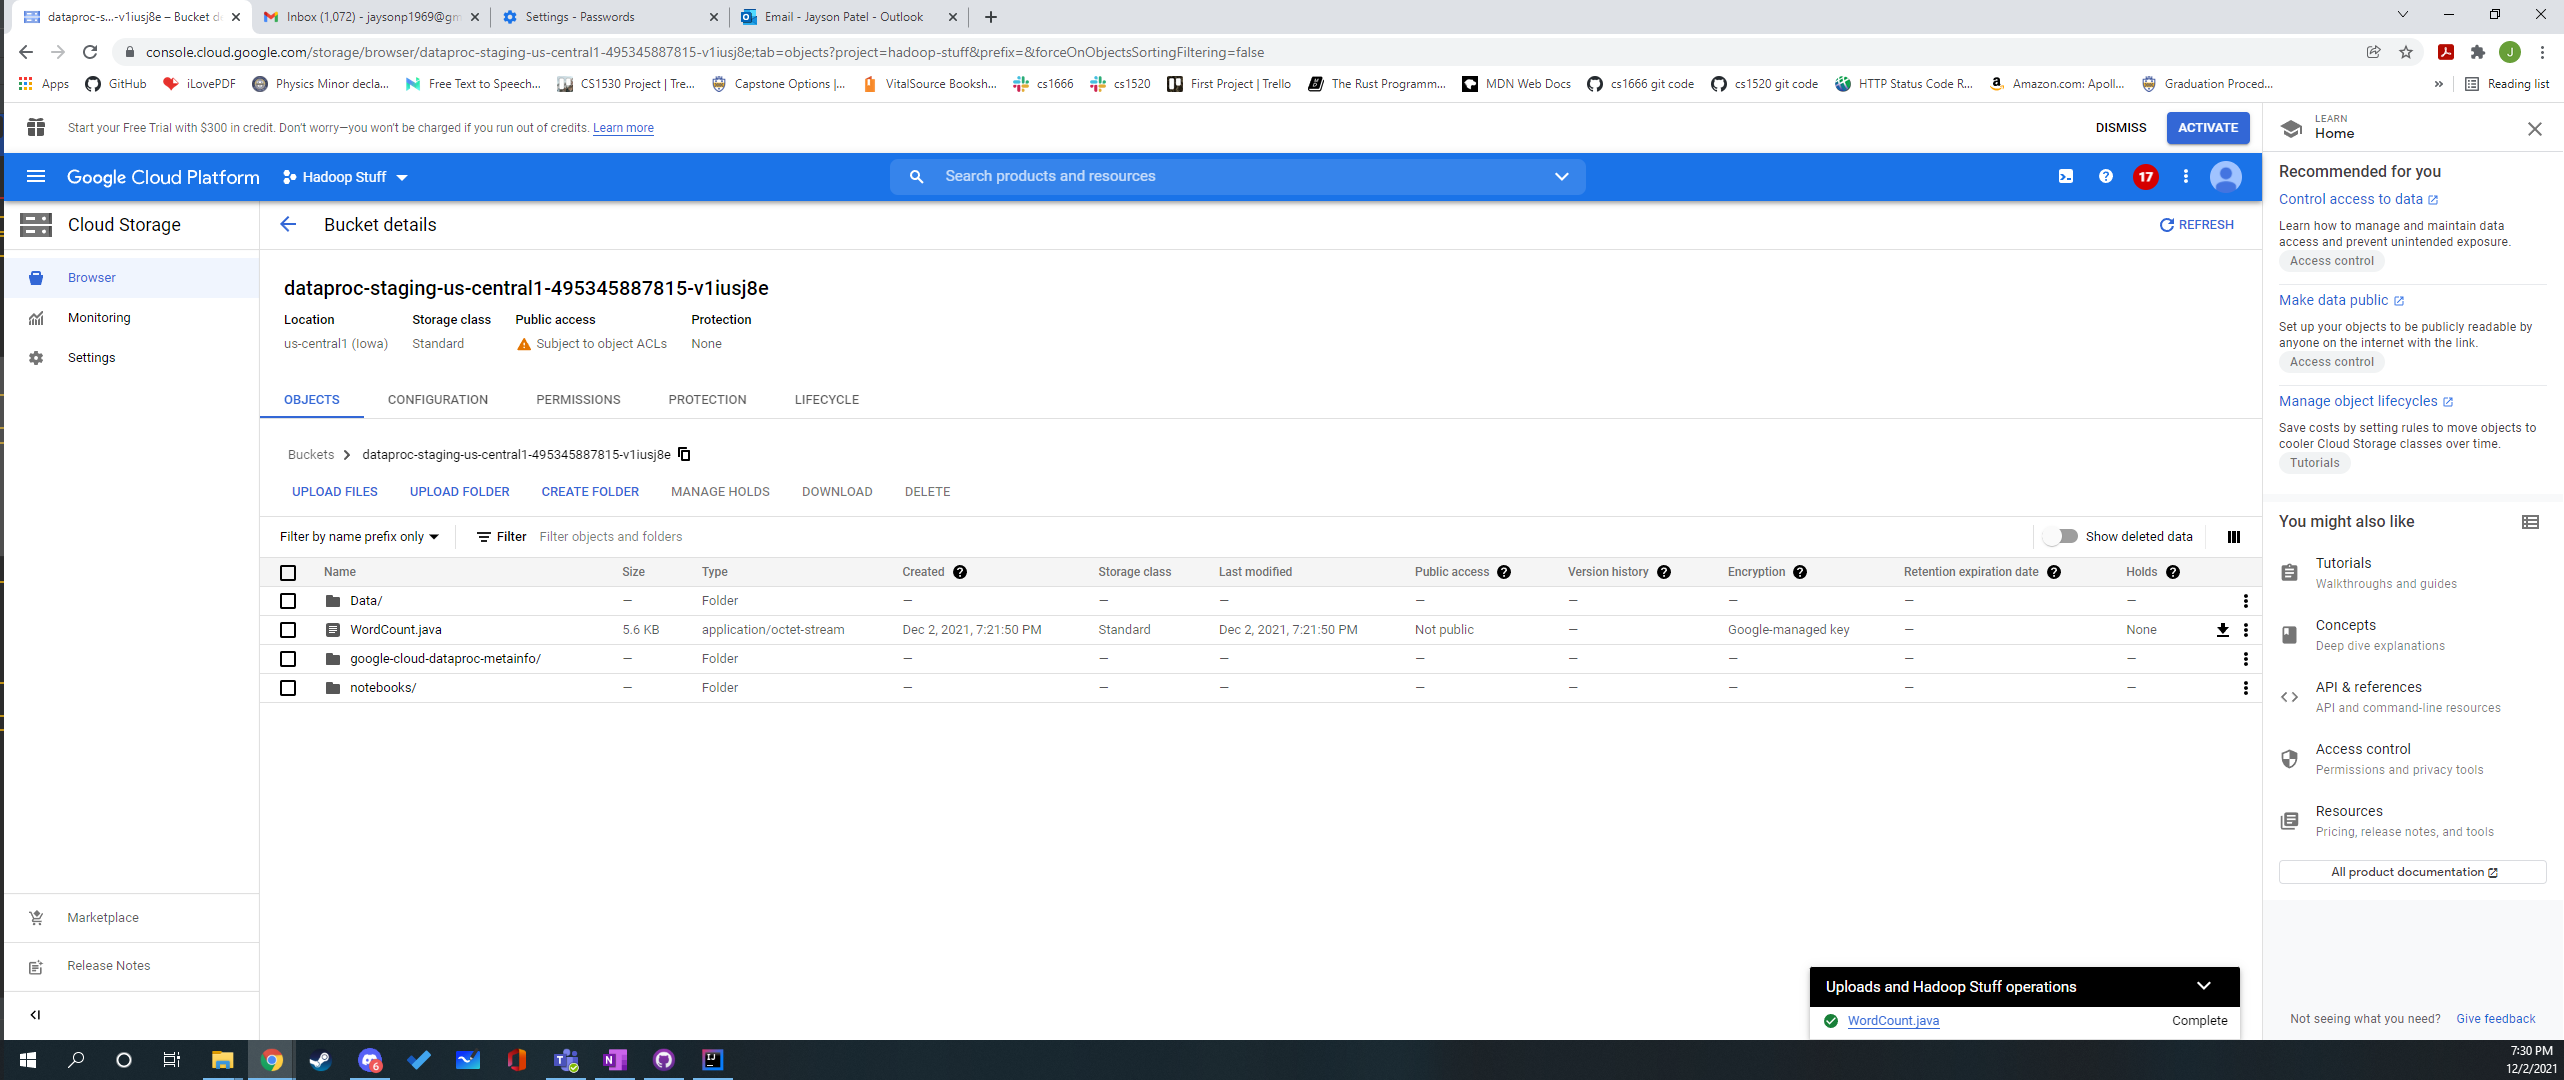 dataproc-s...-v1iusj8e – Bucket de
Inbox (1,072) - jaysonp1969@gm
Settings - Passwords
Email - Jayson Patel - Outlook
console.cloud.google.com/storage/browser/dataproc-staging-us-central1-495345887815-v1iusj8e;tab=objects?project=hadoop-stuff&prefix=&forceOnObjectsSortingFiltering=false
J
Apps GitHub iLovePDF Physics Minor decla... Free Text to Speech... CS1530 Project | Tre... Capstone Options |... VitalSource Booksh... cs1666 cs1520 First Project | Trello The Rust Programm... MDN Web Docs cs1666 git code cs1520 git code HTTP Status Code R... Amazon.com: Apoll... Graduation Proced... » Reading list
Start your Free Trial with $300 in credit. Don't worry—you won't be charged if you run out of credits. Learn more
DISMISS ACTIVATE
Google Cloud Platform Hadoop Stuff Search products and resources 17
Cloud Storage
Browser
Monitoring
Settings
Marketplace
Release Notes
Bucket details REFRESH
dataproc-staging-us-central1-495345887815-v1iusj8e
Location Storage class Public access Protection
us-central1 (Iowa) Standard Subject to object ACLs None
OBJECTS CONFIGURATION PERMISSIONS PROTECTION LIFECYCLE
Buckets > dataproc-staging-us-central1-495345887815-v1iusj8e
UPLOAD FILES UPLOAD FOLDER CREATE FOLDER MANAGE HOLDS DOWNLOAD DELETE
Filter by name prefix only Filter Filter objects and folders Show deleted data
Name Size Type Created Storage class Last modified Public access Version history Encryption Retention expiration date Holds
Data/ — Folder — — — — — — — —
WordCount.java 5.6 KB application/octet-stream Dec 2, 2021, 7:21:50 PM Standard Dec 2, 2021, 7:21:50 PM Not public — Google-managed key — None
google-cloud-dataproc-metainfo/ — Folder — — — — — — — —
notebooks/ — Folder — — — — — — — —
Uploads and Hadoop Stuff operations
WordCount.java Complete
LEARN
Home
Recommended for you
Control access to data
Learn how to manage and maintain data
access and prevent unintended exposure.
Access control
Make data public
Set up your objects to be publicly readable by
anyone on the internet with the link.
Access control
Manage object lifecycles
Save costs by setting rules to move objects to
cooler Cloud Storage classes over time.
Tutorials
You might also like
Tutorials
Walkthroughs and guides
Concepts
Deep dive explanations
API & references
API and command-line resources
Access control
Permissions and privacy tools
Resources
Pricing, release notes, and tools
All product documentation
Not seeing what you need? Give feedback
6
7:30 PM
12/2/2021